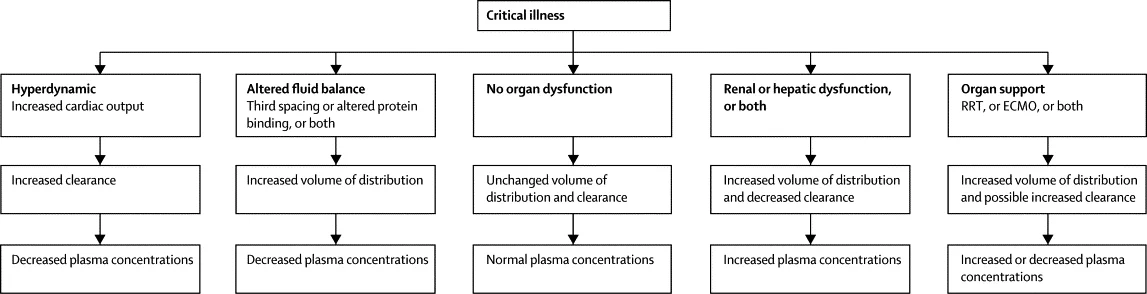 Critical illness
Hyperdynamic
Increased cardiac output
Altered fluid balance
Third spacing or altered protein
binding, or both
No organ dysfunction
Renal or hepatic dysfunction,
or both
Organ support
RRT, or ECMO, or both
Increased clearance
Increased volume of distribution
Unchanged volume of
distribution and clearance
Increased volume of distribution
and decreased clearance
Increased volume of distribution
and possible increased clearance
Decreased plasma concentrations
Decreased plasma concentrations
Normal plasma concentrations
Increased plasma concentrations
Increased or decreased plasma
concentrations